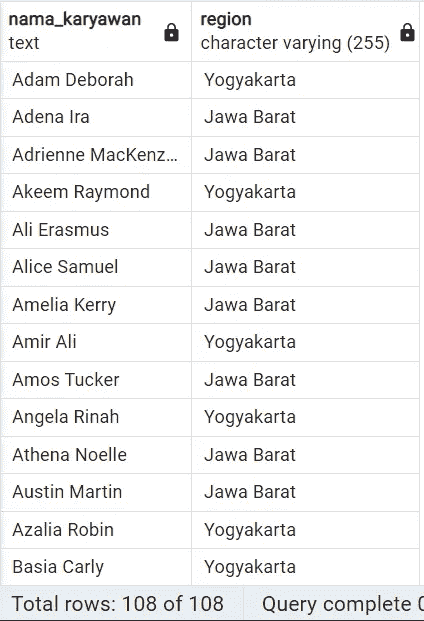 nama_karyawan region
text character varying (255)
Adam Deborah Yogyakarta
Adena Ira Jawa Barat
Adrienne MacKenz... Jawa Barat
Akeem Raymond Yogyakarta
Ali Erasmus Jawa Barat
Alice Samuel Jawa Barat
Amelia Kerry Jawa Barat
Amir Ali Yogyakarta
Amos Tucker Jawa Barat
Angela Rinah Yogyakarta
Athena Noelle Jawa Barat
Austin Martin Jawa Barat
Azalia Robin Yogyakarta
Basia Carly Yogyakarta
Total rows: 108 of 108 Query complete 0